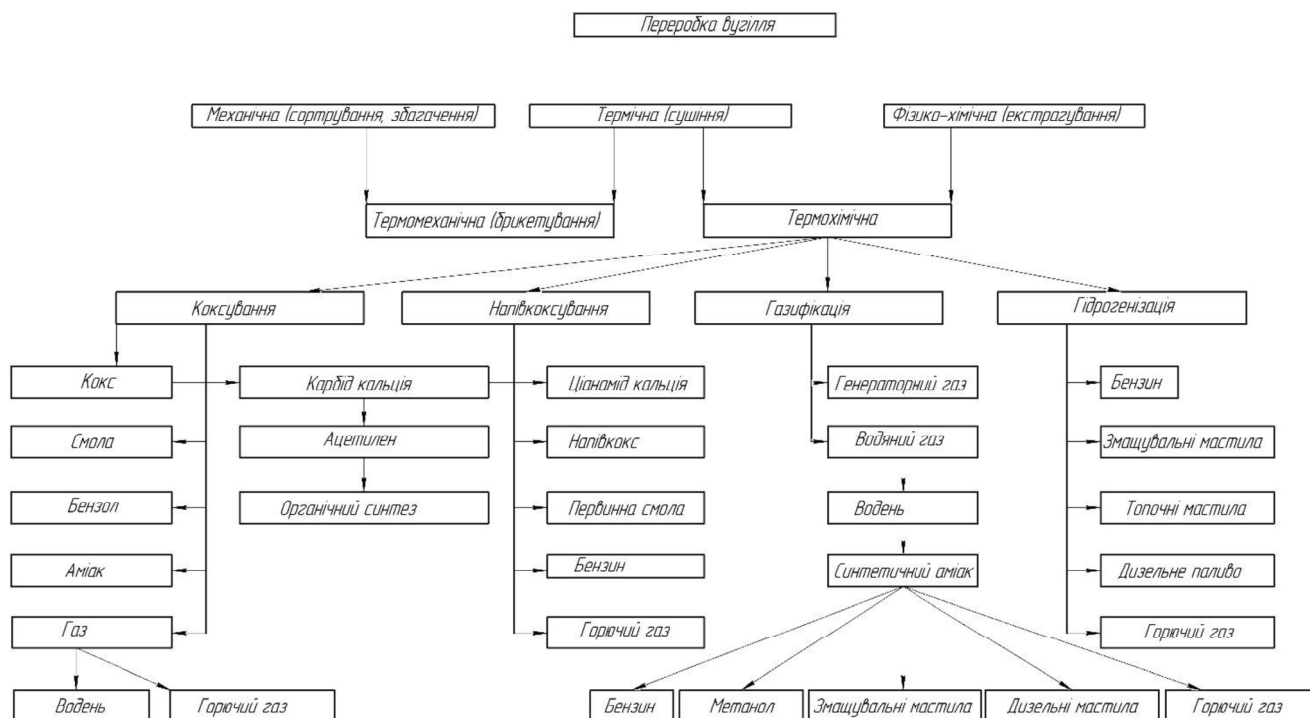 Переробка вугілля
Механічна (сортрування, збагачення)
Термічна (сушіння)
Фізико-хімічна (екстрагування)
Термомеханічна (брикетування)
Термохімічна
Коксування
Напівкоксування
Газифікація
Гідрогенізація
Кокс
Карбід кальція
Ціанамід кальція
Генераторний газ
Бензин
Смола
Ацетилен
Напівкокс
Водяний газ
Змащувальні мастила
Бензол
Органічний синтез
Первинна смола
Водень
Топочні мастила
Аміак
Бензин
Синтетичний аміак
Дизельне паливо
Газ
Горючий газ
Горючий газ
Водень
Горючий газ
Бензин
Метанол
Змащувальні мастила
Дизельні мастила
Горючий газ